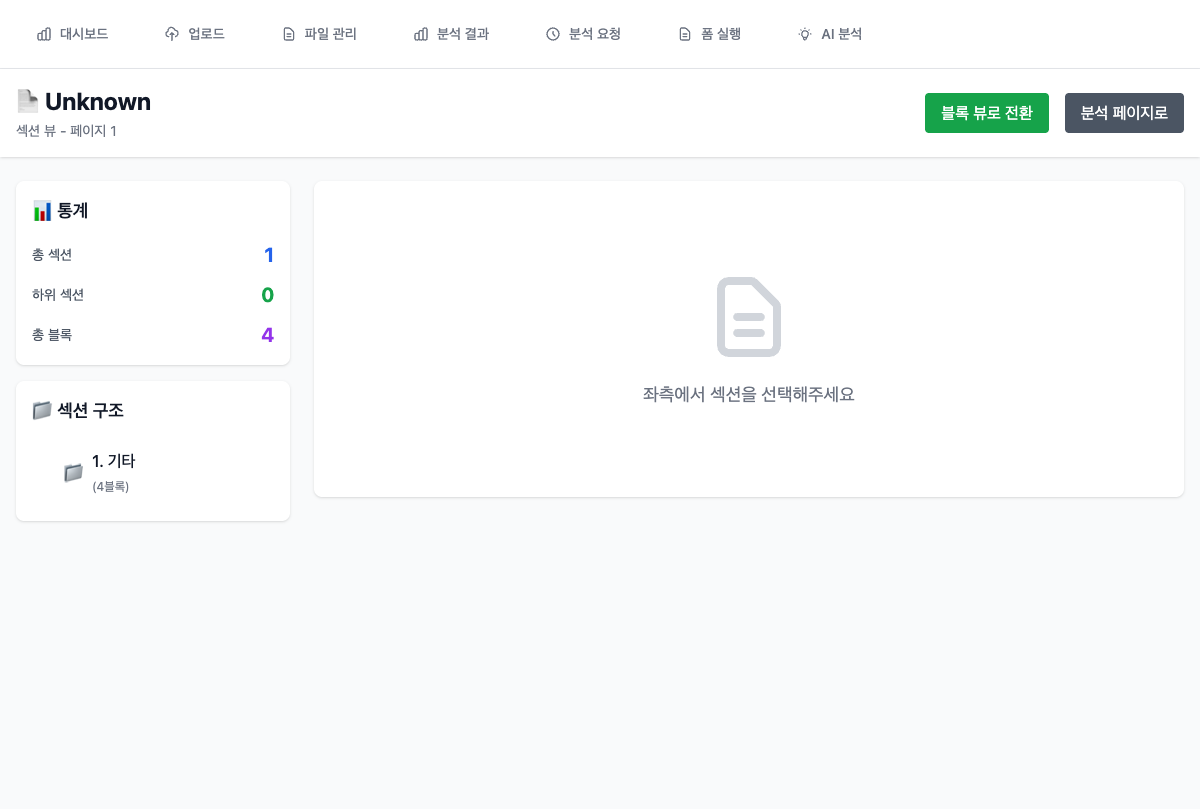 대시보드 업로드 파일 관리 분석 결과 분석 요청 폼 실행 AI 분석
Unknown
섹션 뷰 - 페이지 1
블록 뷰로 전환 분석 페이지로
통계
총 섹션 1
하위 섹션 0
총 블록 4
섹션 구조
1. 기타
(4블록)
좌측에서 섹션을 선택해주세요